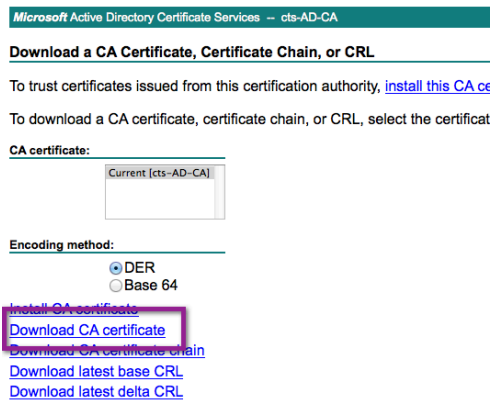 Microsoft Active Directory Certificate Services -- cts-AD-CA
Download a CA Certificate, Certificate Chain, or CRL
To trust certificates issued from this certification authority, install this CA ce
To download a CA certificate, certificate chain, or CRL, select the certificat
CA certificate:
Current [cts-AD-CA]
Encoding method:
DER
Base 64
Install CA certificate
Download CA certificate
Download CA certificate chain
Download latest base CRL
Download latest delta CRL